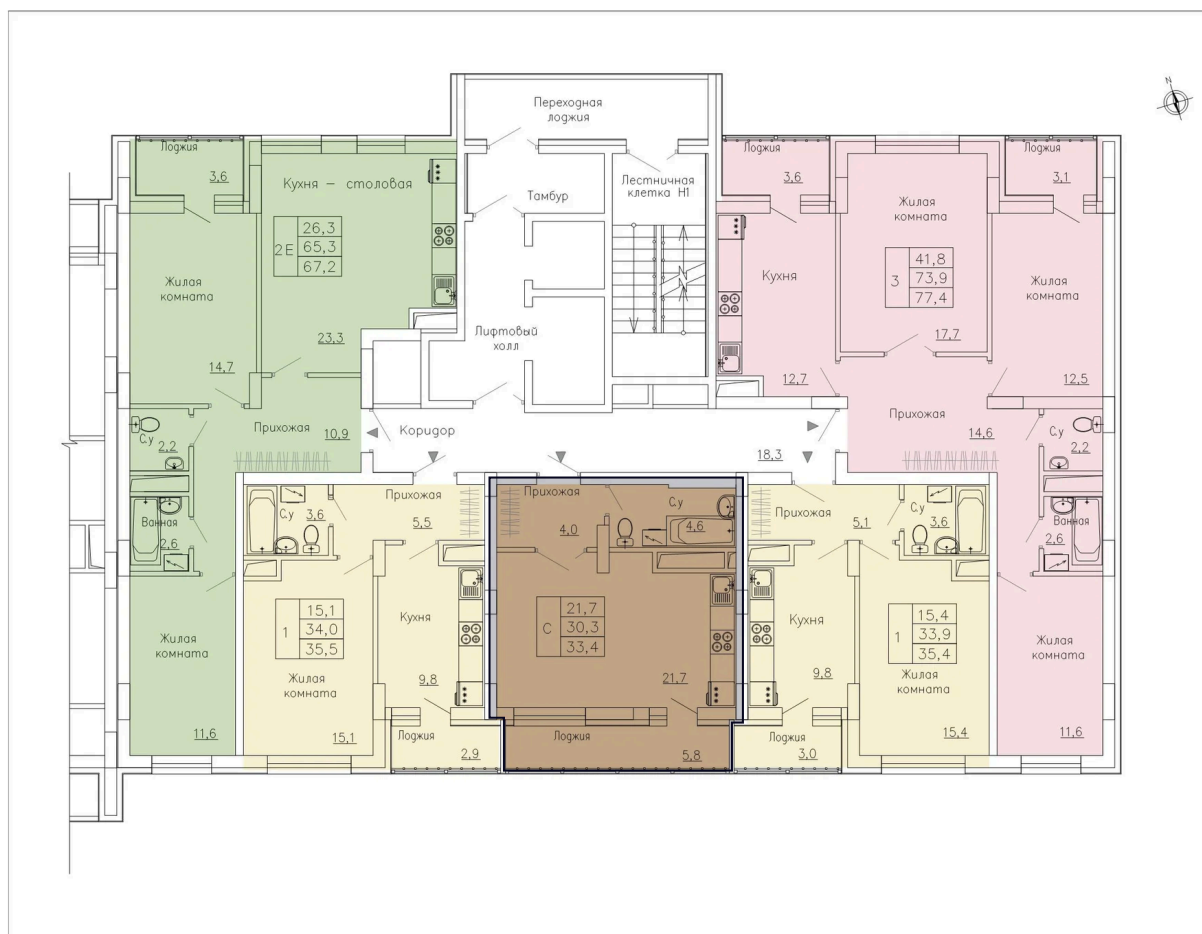 N
Переходная
лоджия
Лоджия
3,6
Кухня – столовая
26,3
2Е
65,3
67,2
Жилая
комната
23,3
14,7
Тамбур
Лестничная
клетка Н1
Лифтовый
холл
Лоджия
3,6
Лоджия
3,1
Жилая
комната
Кухня
41,8
3
73,9
77,4
Жилая
комната
17,7
12,7
12,5
С.у
2,2
Прихожая
10,9
Коридор
18,3
Прихожая
14,6
С.у
2,2
Ванная
2,6
С.у
3,6
Прихожая
5,5
Прихожая
4,0
4,6
Прихожая
5,1
С.у
3,6
Ванная
2,6
С.у
Жилая
комната
11,6
15,1
1
34,0
35,5
Жилая
комната
15,1
Кухня
9,8
Лоджия
2,9
21,7
С
30,3
33,4
21,7
Лоджия
5,8
Кухня
9,8
Лоджия
3,0
15,4
1
33,9
35,4
Жилая
комната
15,4
Жилая
комната
11,6